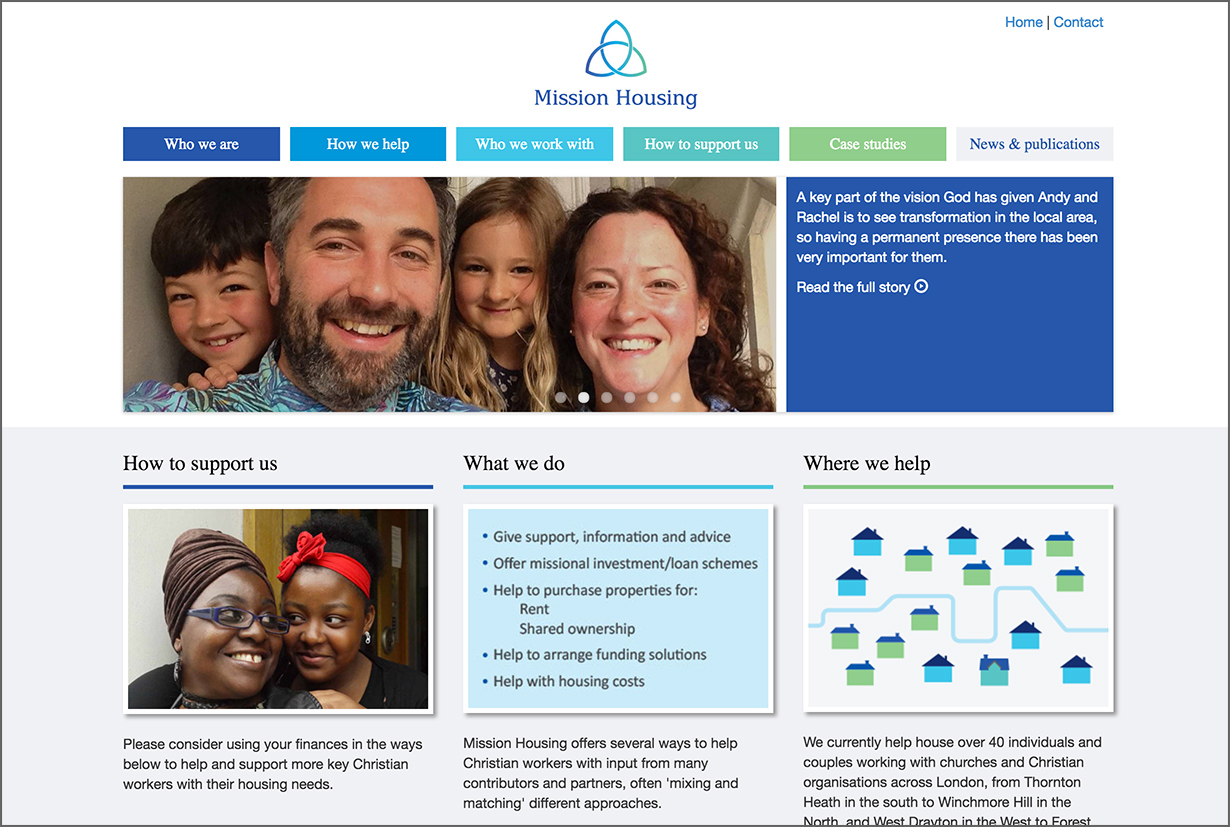 Home | Contact
Mission Housing
Who we are
How we help
Who we work with
How to support us
Case studies
News & publications
A key part of the vision God has given Andy and
Rachel is to see transformation in the local area,
so having a permanent presence there has been
very important for them.
Read the full story
How to support us
Please consider using your finances in the ways
below to help and support more key Christian
workers with their housing needs.
What we do
• Give support, information and advice
• Offer missional investment/loan schemes
• Help to purchase properties for:
Rent
Shared ownership
• Help to arrange funding solutions
• Help with housing costs
Mission Housing offers several ways to help
Christian workers with input from many
contributors and partners, often 'mixing and
matching' different approaches.
Where we help
We currently help house over 40 individuals and
couples working with churches and Christian
organisations across London, from Thornton
Heath in the south to Winchmore Hill in the
North, and West Drayton in the West to Forest